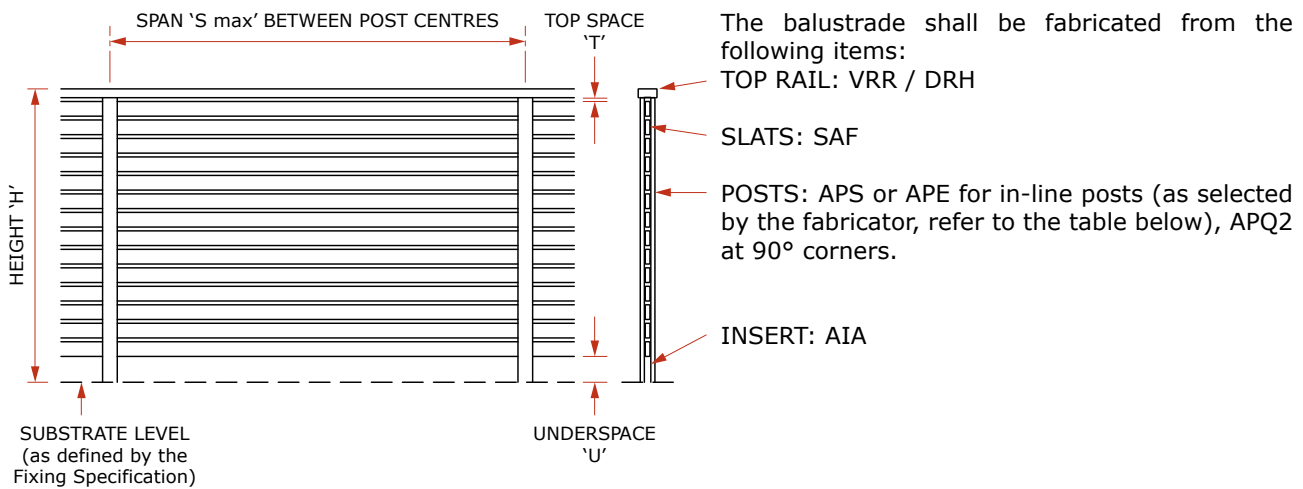 SPAN ‘S max’ BETWEEN POST CENTRES
TOP SPACE
‘T’
HEIGHT ‘H’
SUBSTRATE LEVEL
(as defined by the
Fixing Specification)
UNDERSPACE
‘U’
The balustrade shall be fabricated from the
following items:
TOP RAIL: VRR / DRH
SLATS: SAF
POSTS: APS or APE for in-line posts (as selected
by the fabricator, refer to the table below), APQ2
at 90° corners.
INSERT: AIA